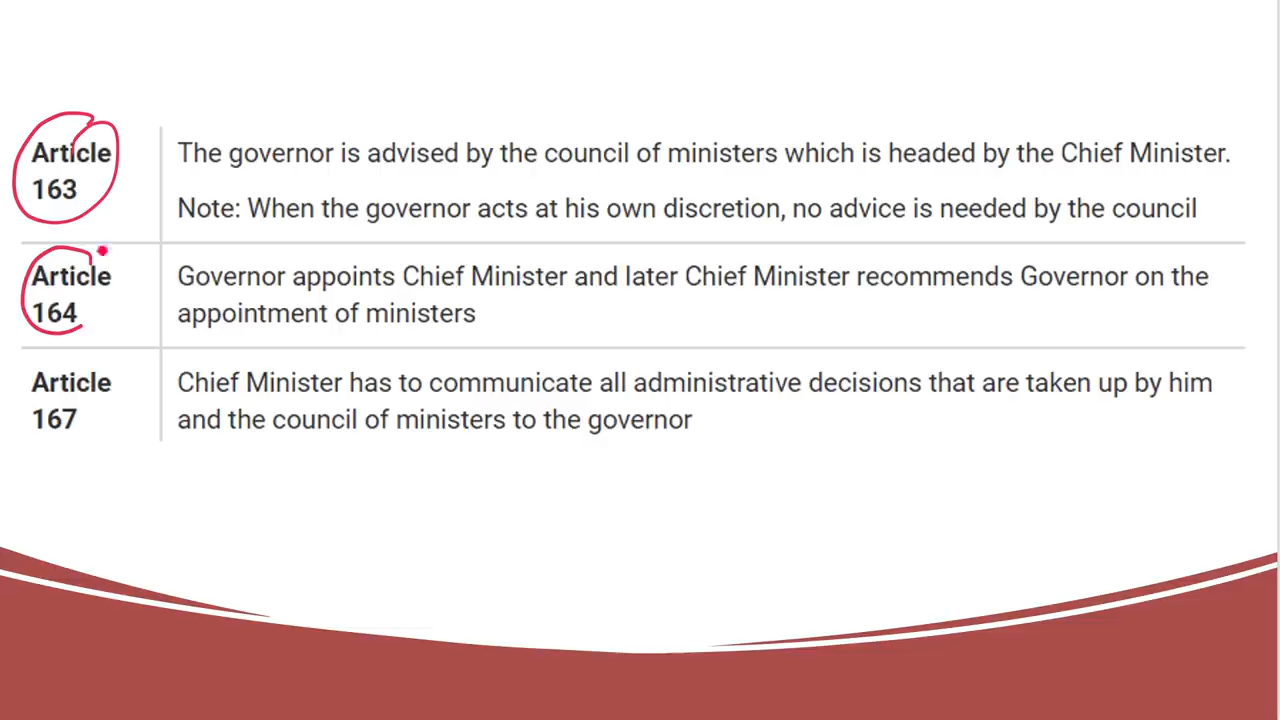 Article
163
The governor is advised by the council of ministers which is headed by the Chief Minister.
Note: When the governor acts at his own discretion, no advice is needed by the council
Article
164
Governor appoints Chief Minister and later Chief Minister recommends Governor on the
appointment of ministers
Article
167
Chief Minister has to communicate all administrative decisions that are taken up by him
and the council of ministers to the governor